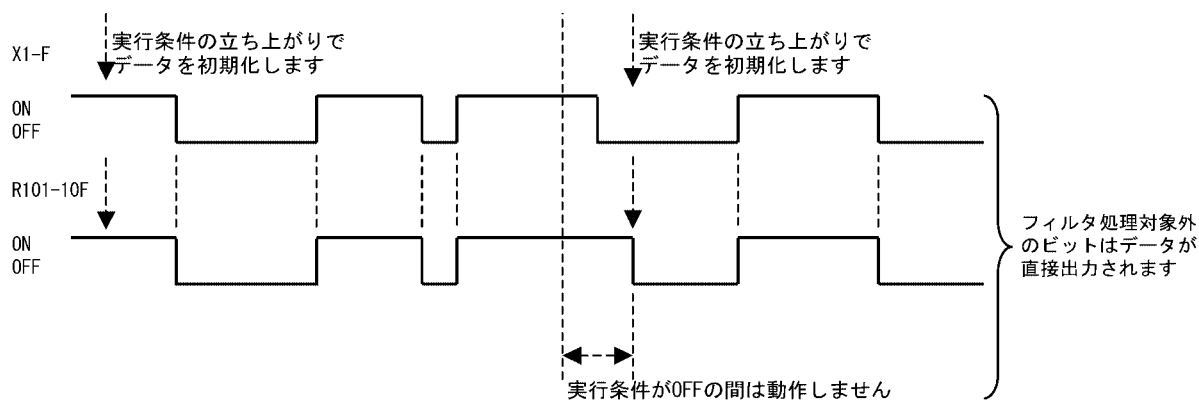 X1-F
実行条件の立ち上がりで
データを初期化します
実行条件の立ち上がりで
データを初期化します
ON
OFF
R101-10F
ON
OFF
フィルタ処理対象外
のビットはデータが
直接出力されます
実行条件がOFFの間は動作しません